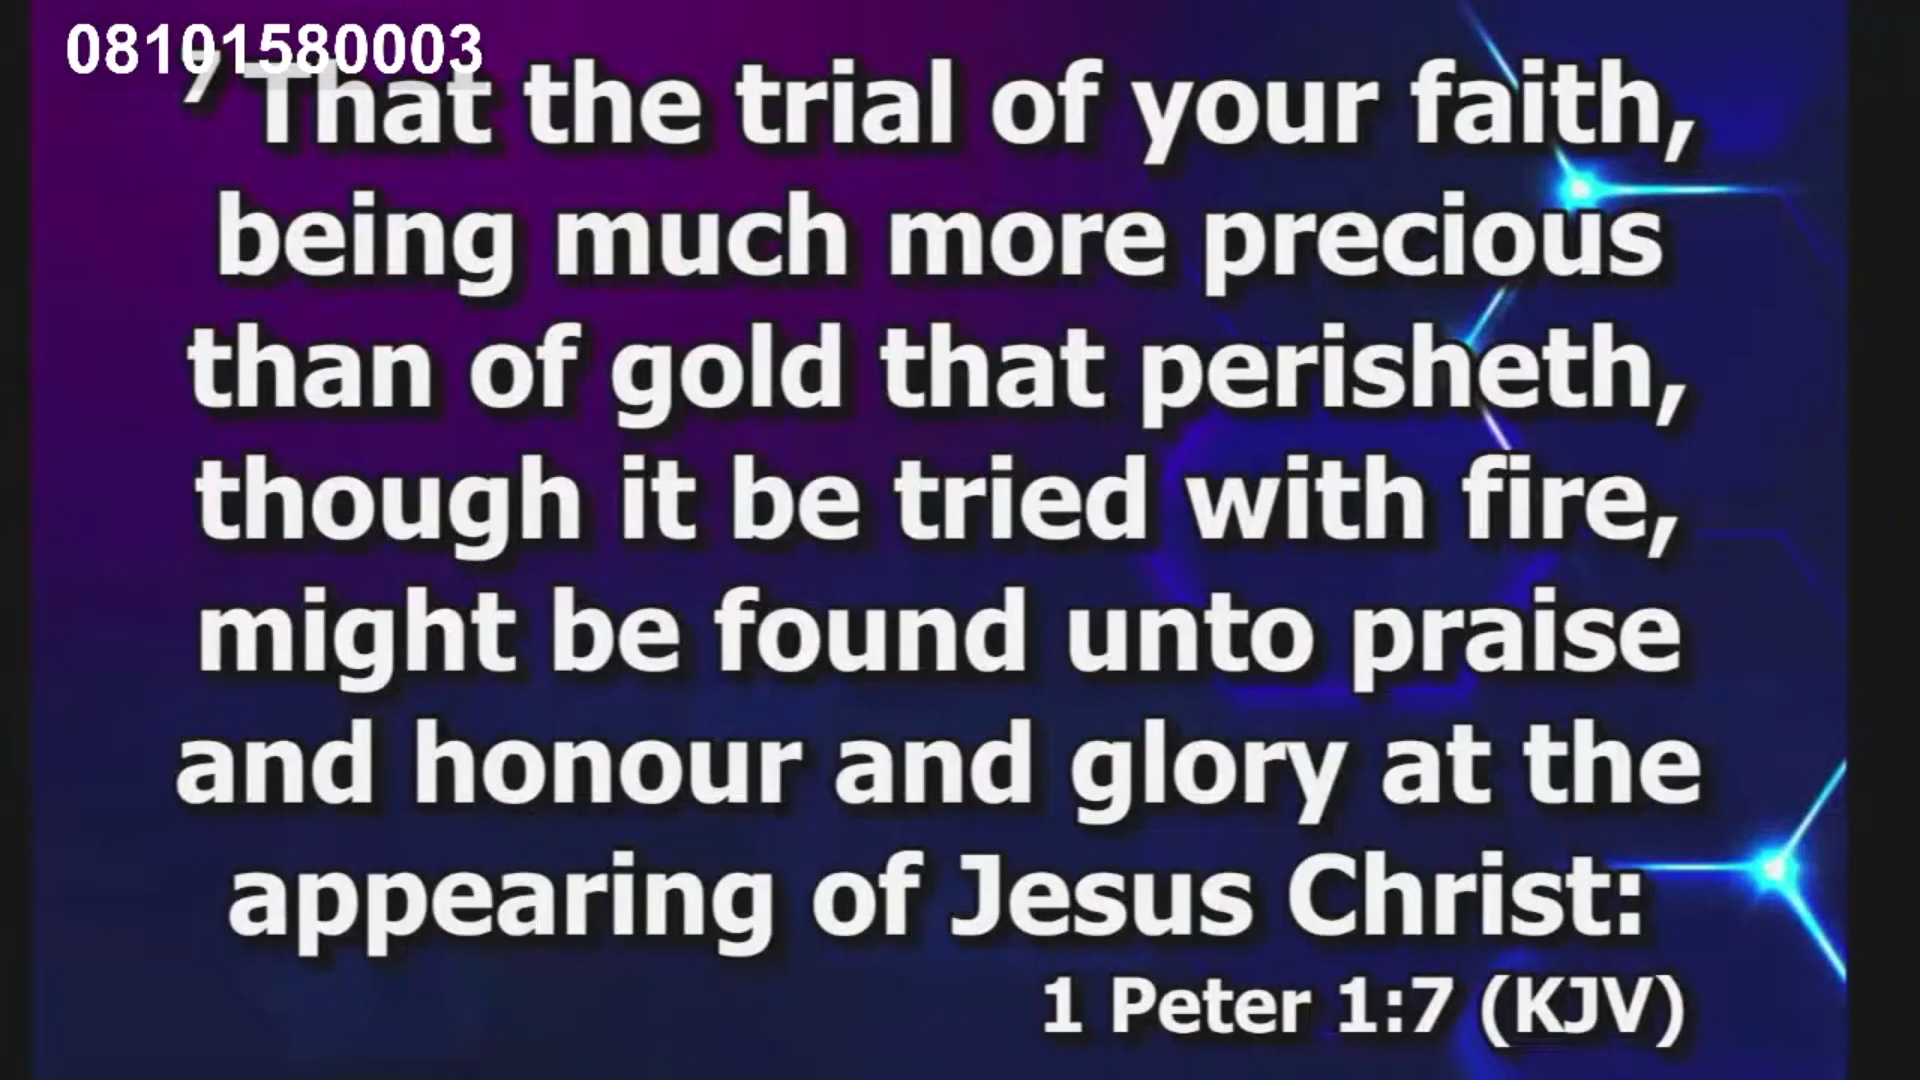 08101580003
7 That the trial of your faith,
being much more precious
than of gold that perisheth,
though it be tried with fire,
might be found unto praise
and honour and glory at the
appearing of Jesus Christ:
1 Peter 1:7 (KJV)